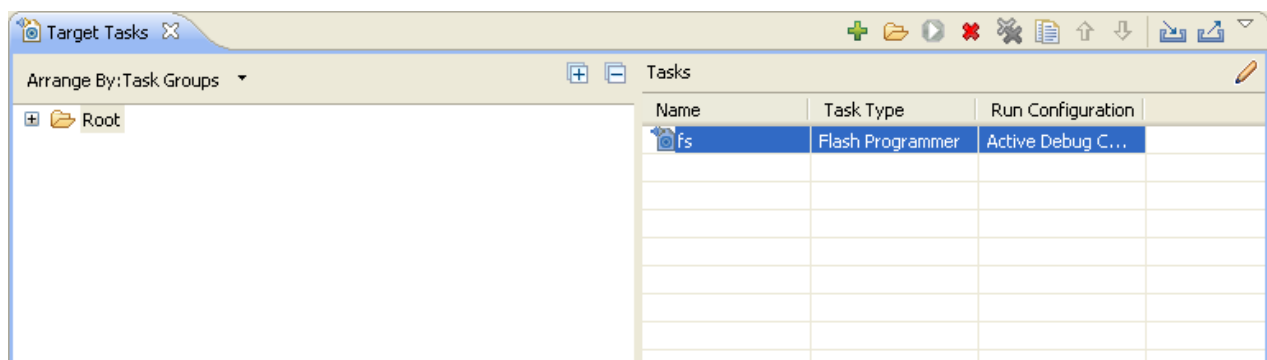 Target Tasks
Arrange By:Task Groups
Tasks
Root
Name Task Type Run Configuration
fs Flash Programmer Active Debug C...